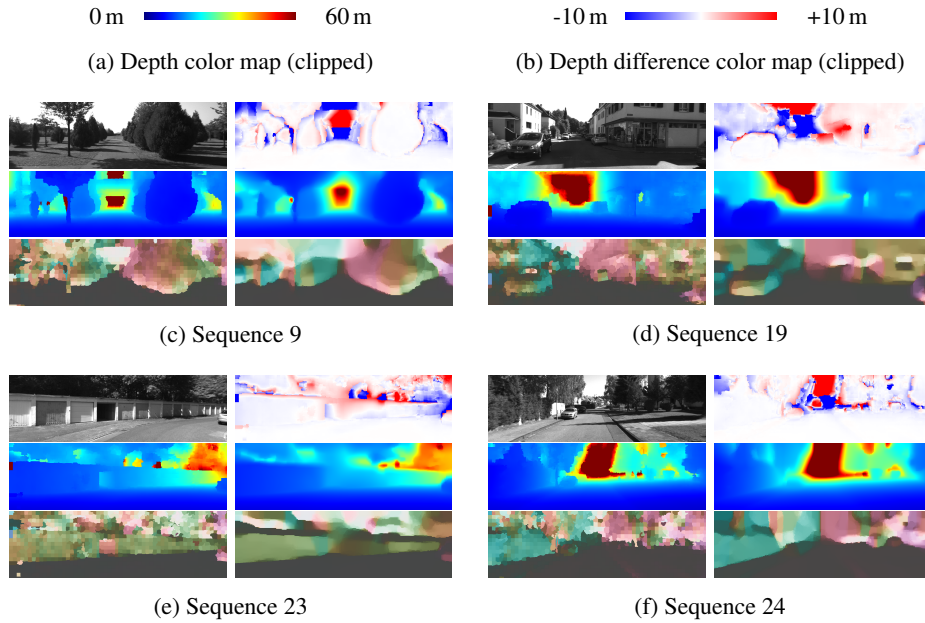 0 m 60 m
-10 m +10 m
(a) Depth color map (clipped)
(b) Depth difference color map (clipped)
(c) Sequence 9
(d) Sequence 19
(e) Sequence 23
(f) Sequence 24